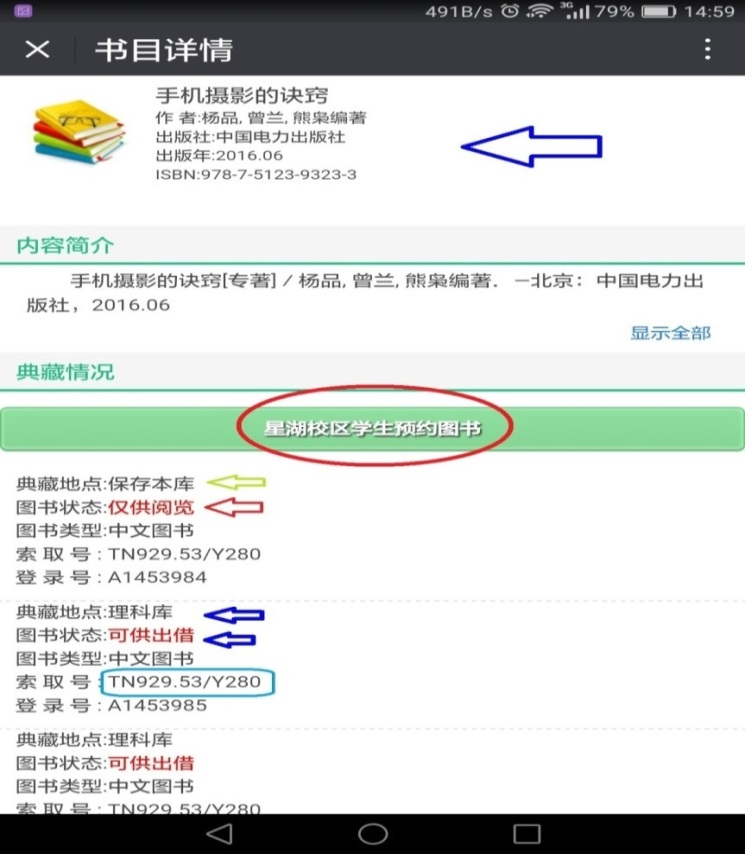 491B/s 3G 79% 14:59
书目详情
手机摄影的诀窍
作 者:杨品, 曾兰, 熊枭编著
出版社:中国电力出版社
出版年:2016.06
ISBN:978-7-5123-9323-3
内容简介
手机摄影的诀窍[专著] / 杨品, 曾兰, 熊枭编著. —北京: 中国电力出
版社, 2016.06
显示全部
典藏情况
星湖校区学生预约图书
典藏地点:保存本库
图书状态:仅供阅览
图书类型:中文图书
索 取 号 : TN929.53/Y280
登 录 号 : A1453984
典藏地点:理科库
图书状态:可供出借
图书类型:中文图书
索 取 号 : TN929.53/Y280
登 录 号 : A1453985
典藏地点:理科库
图书状态:可供出借
图书类型:中文图书
索 取 号 : TN929.53/Y280